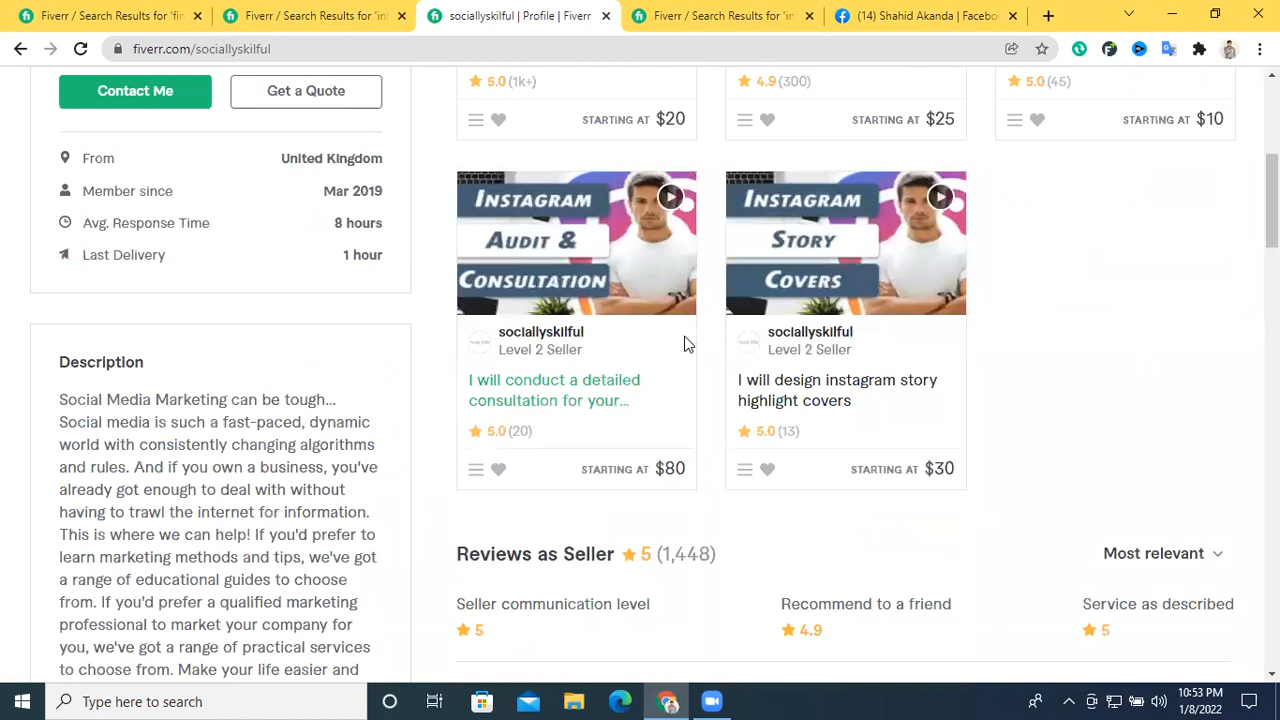 Fiverr / Search Results for 'fir
Fiverr / Search Results for 'inf
sociallyskilful | Profile | Fiverr
Fiverr / Search Results for 'in
(14) Shahid Akanda | Facebo
fiverr.com/sociallyskilful
Contact Me
Get a Quote
5.0 (1k+)
4.9 (300)
5.0 (45)
STARTING AT $20
STARTING AT $25
STARTING AT $10
From United Kingdom
Member since Mar 2019
Avg. Response Time 8 hours
Last Delivery 1 hour
INSTAGRAM
AUDIT &
CONSULTATION
INSTAGRAM
STORY
COVERS
sociallyskilful
Level 2 Seller
I will conduct a detailed
consultation for your...
5.0 (20)
STARTING AT $80
sociallyskilful
Level 2 Seller
I will design instagram story
highlight covers
5.0 (13)
STARTING AT $30
Description
Social Media Marketing can be tough...
Social media is such a fast-paced, dynamic
world with consistently changing algorithms
and rules. And if you own a business, you've
already got enough to deal with without
having to trawl the internet for information.
This is where we can help! If you'd prefer to
learn marketing methods and tips, we've got
a range of educational guides to choose
from. If you'd prefer a qualified marketing
professional to market your company for
you, we've got a range of practical services
to choose from. Make your life easier and
Reviews as Seller 5 (1,448)
Most relevant
Seller communication level
5
Recommend to a friend
4.9
Service as described
5
Type here to search
10:53 PM
1/8/2022